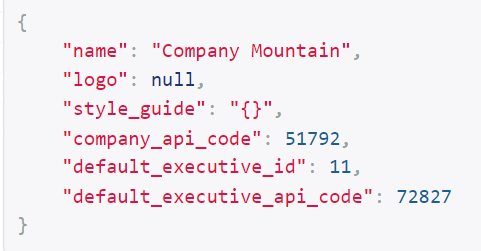 {
"name": "Company Mountain",
"logo": null,
"style_guide": "{}",
"company_api_code": 51792,
"default_executive_id": 11,
"default_executive_api_code": 72827
}